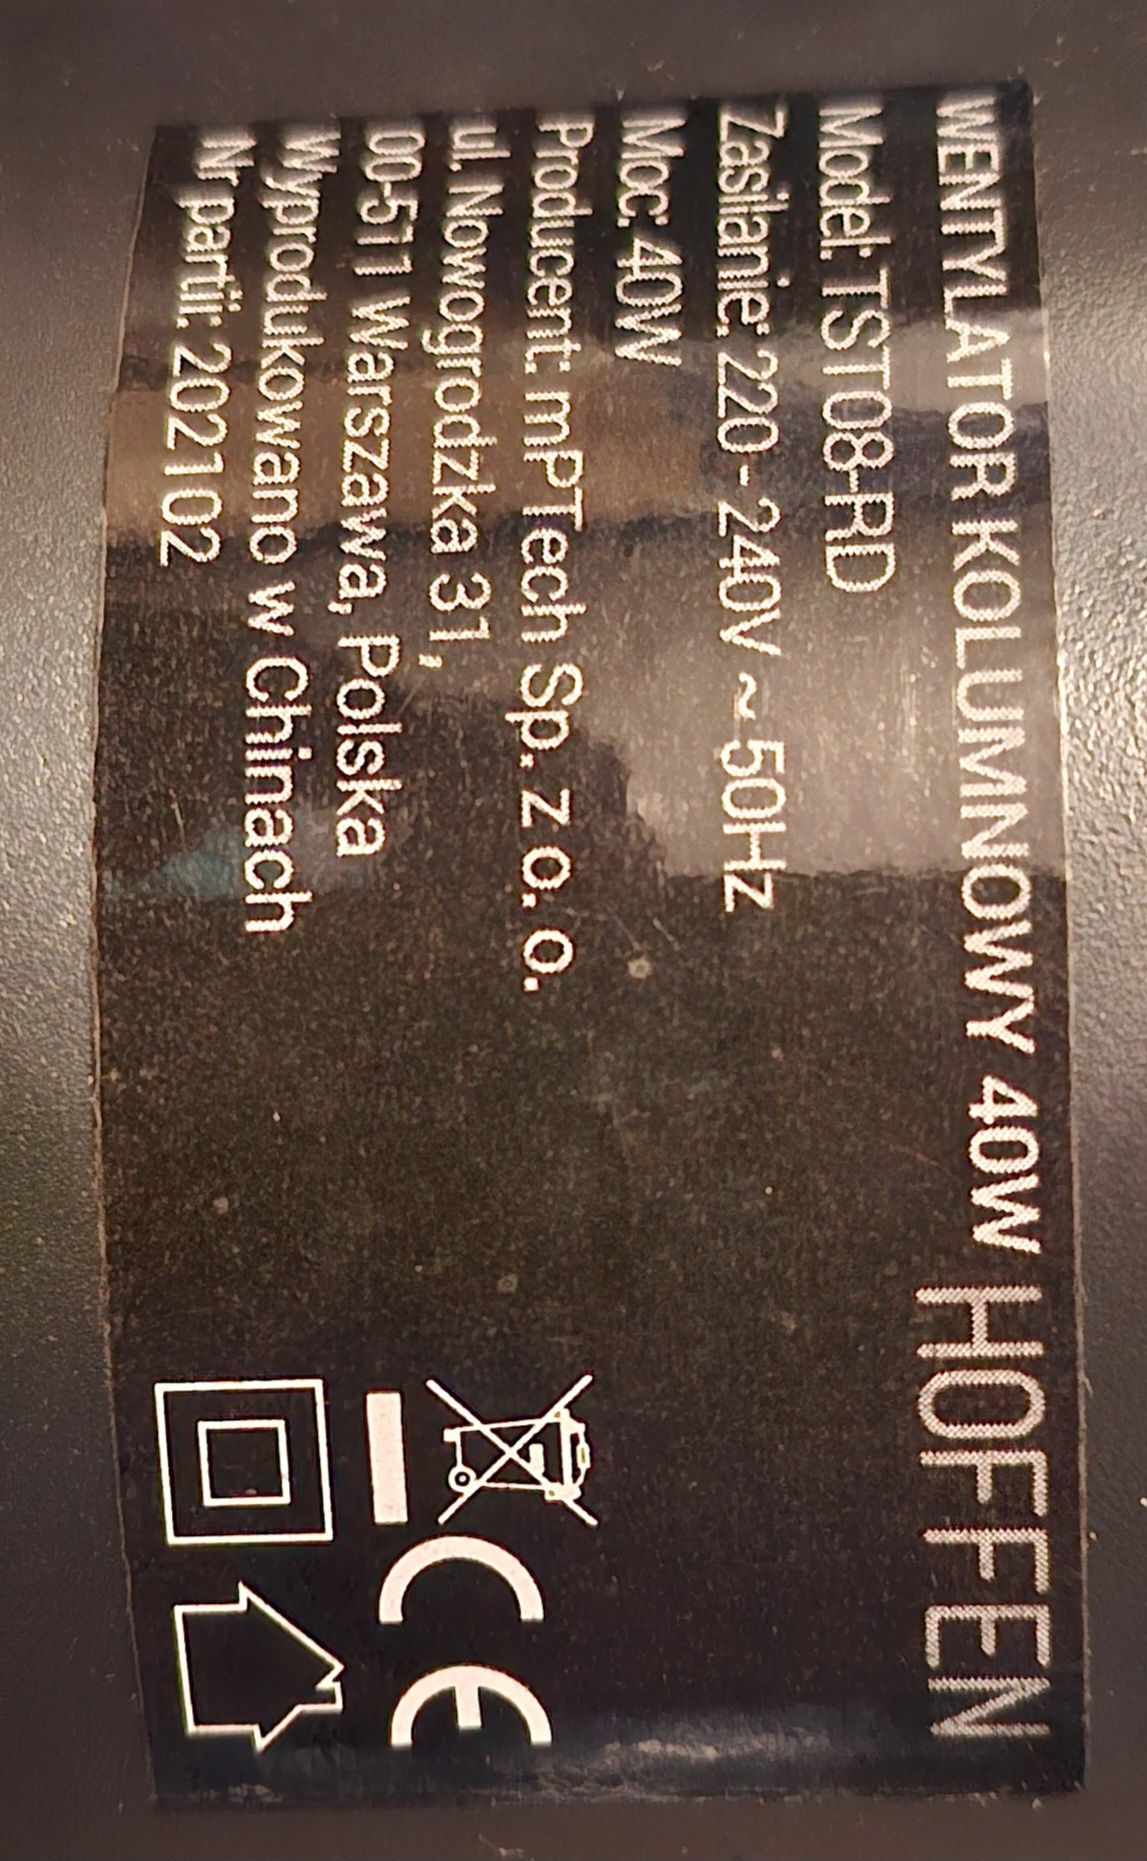 WENTYLATOR KOLUMNOWY 40W HOFFEN
Model: TST08-RD
Zasilanie: 220 - 240V ~ 50Hz
Moc: 40W
Producent: mPTech Sp. z o. o.
ul. Nowogrodzka 31,
00-511 Warszawa, Polska
Wyprodukowano w Chinach
Nr partii: 202102
CE